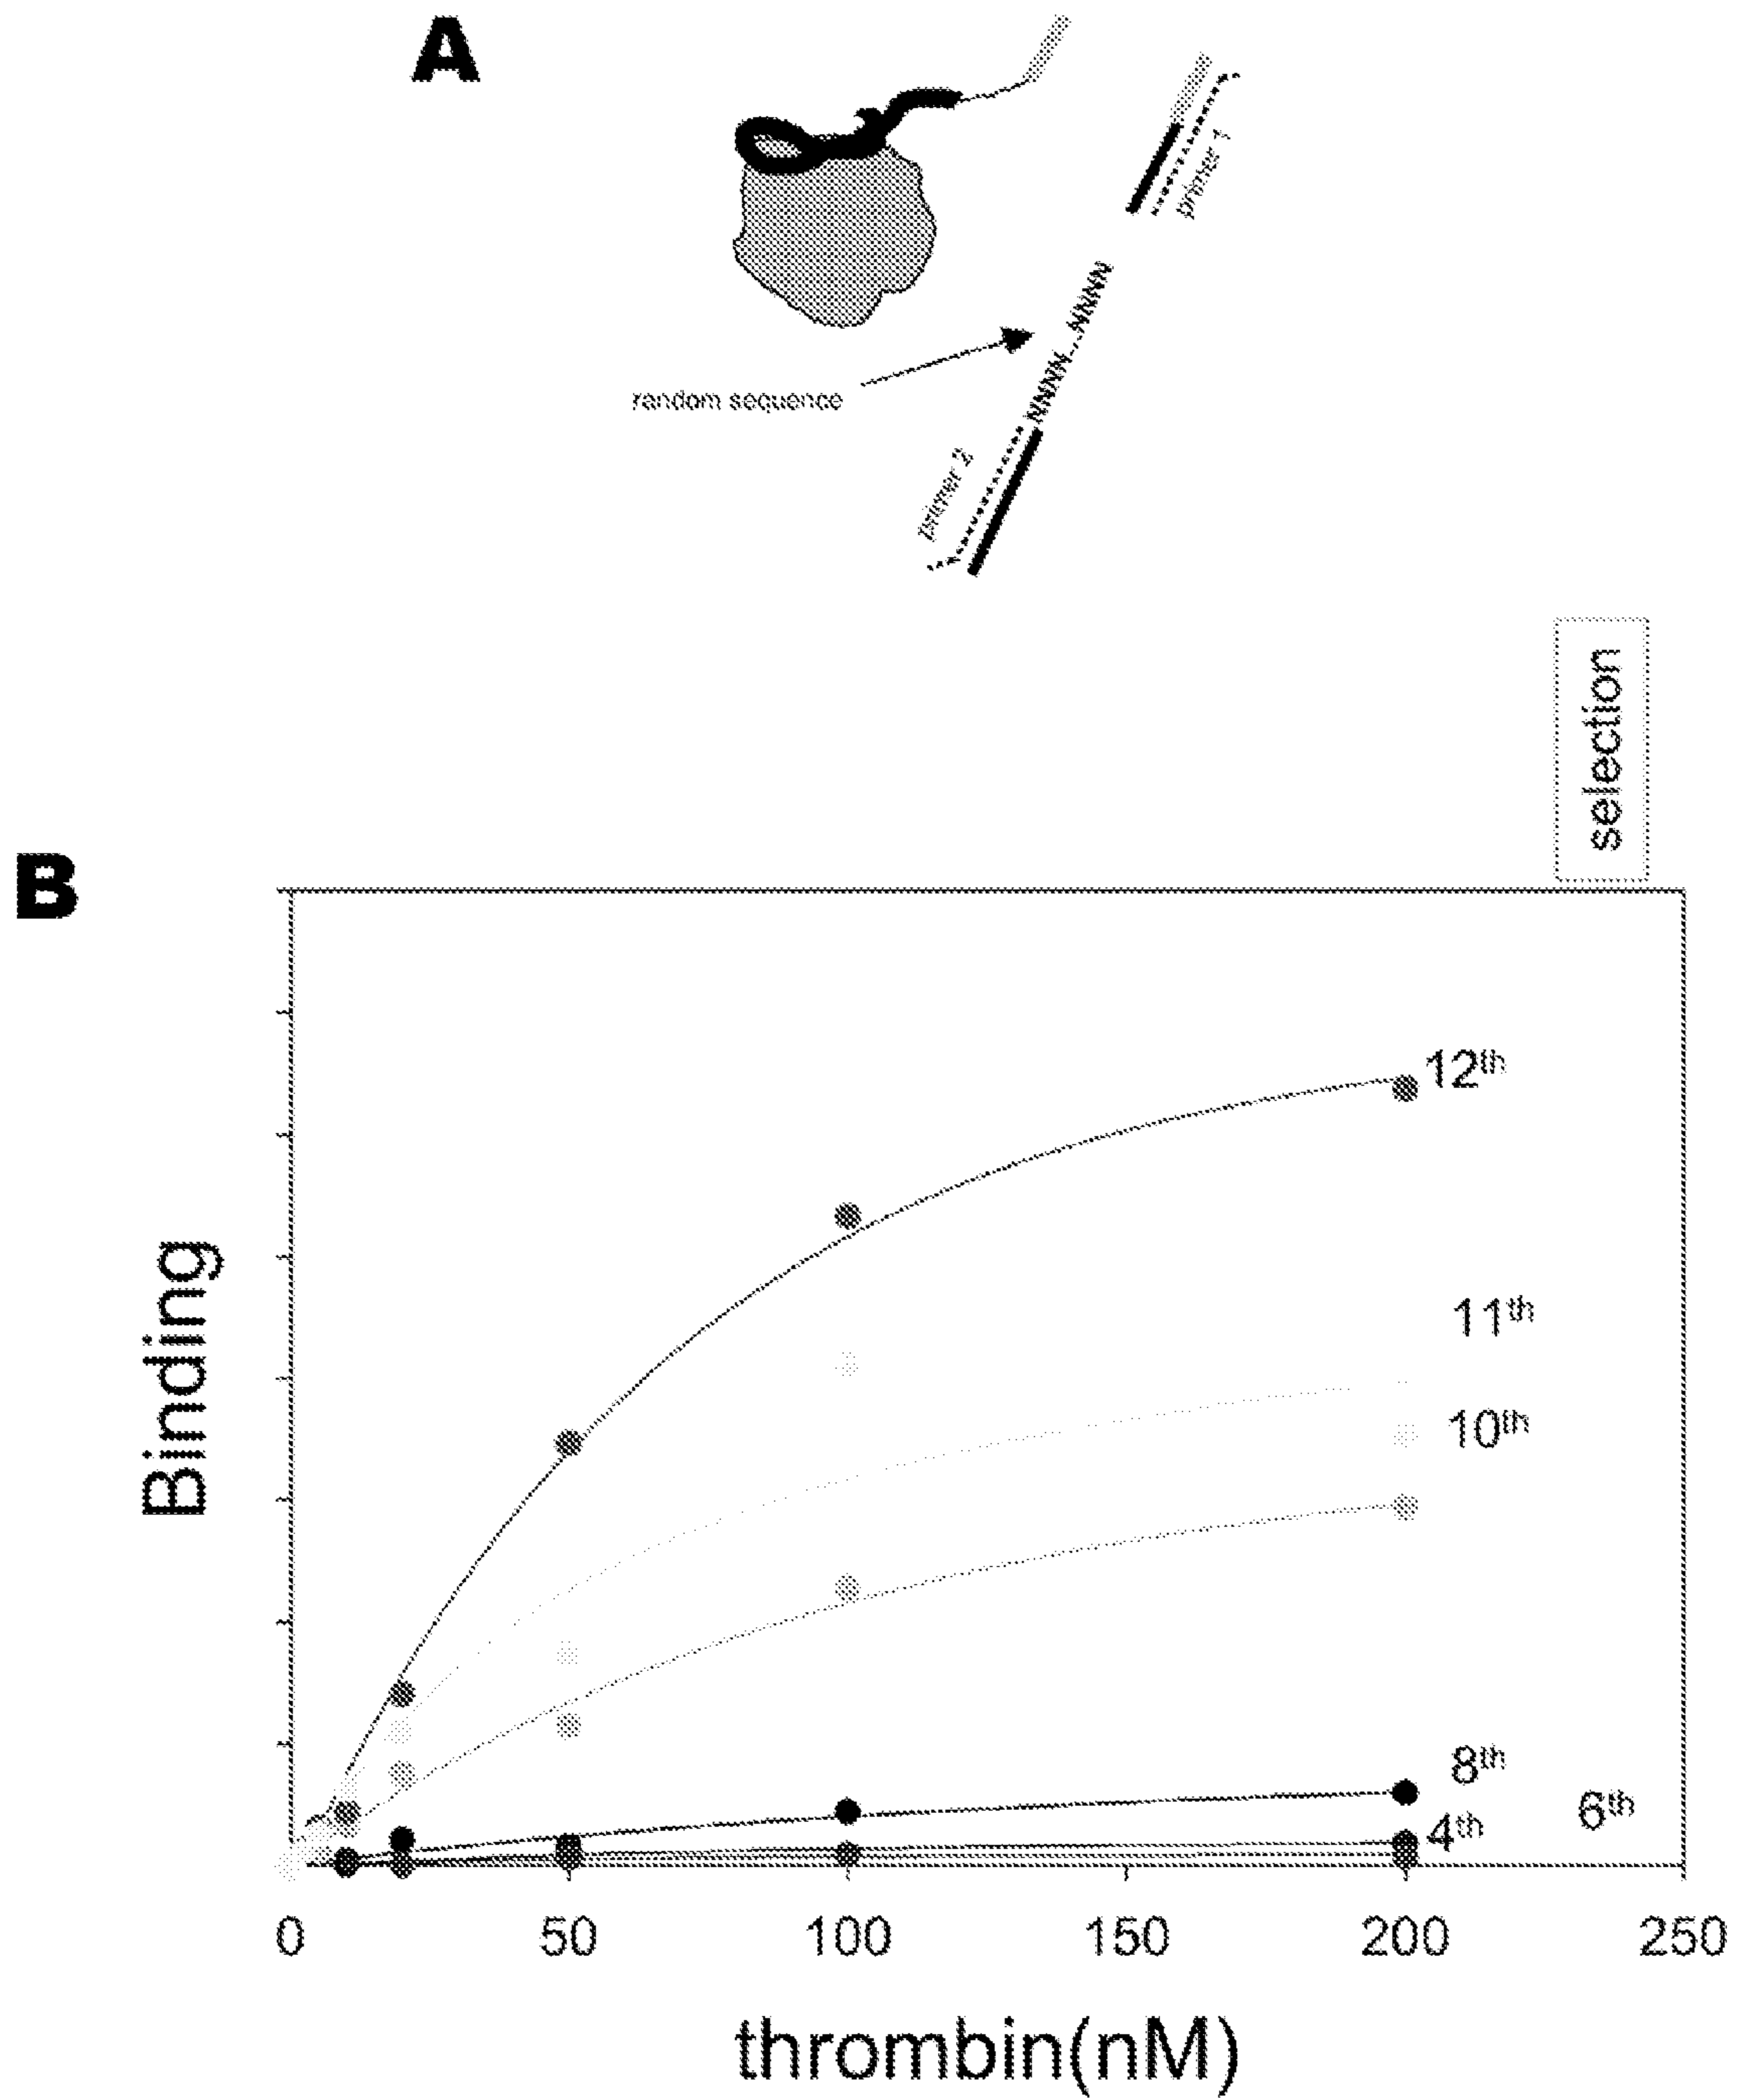 A
primer 1
NNNN...NNNN
random sequence
primer 2
selection
B
12th
11th
10th
8th
6th
4th
Binding
0 50 100 150 200 250
thrombin(nM)